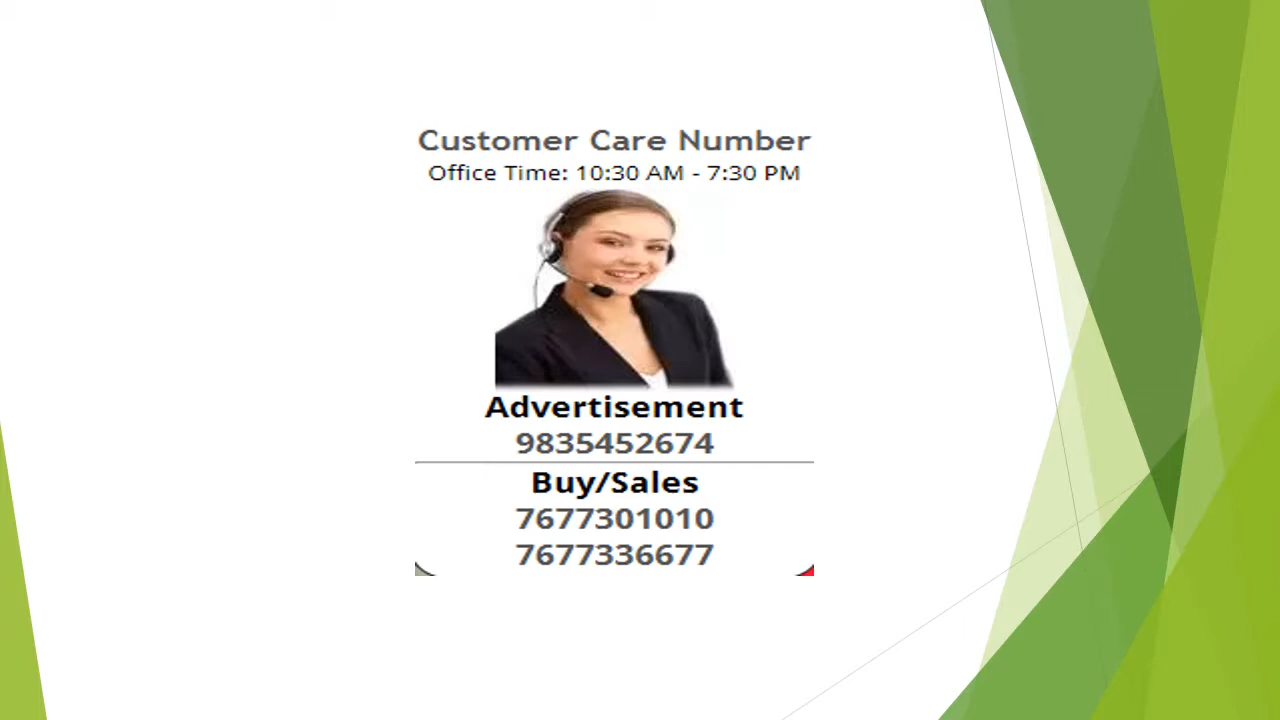 Customer Care Number
Office Time: 10:30 AM - 7:30 PM
Advertisement
9835452674
Buy/Sales
7677301010
7677336677